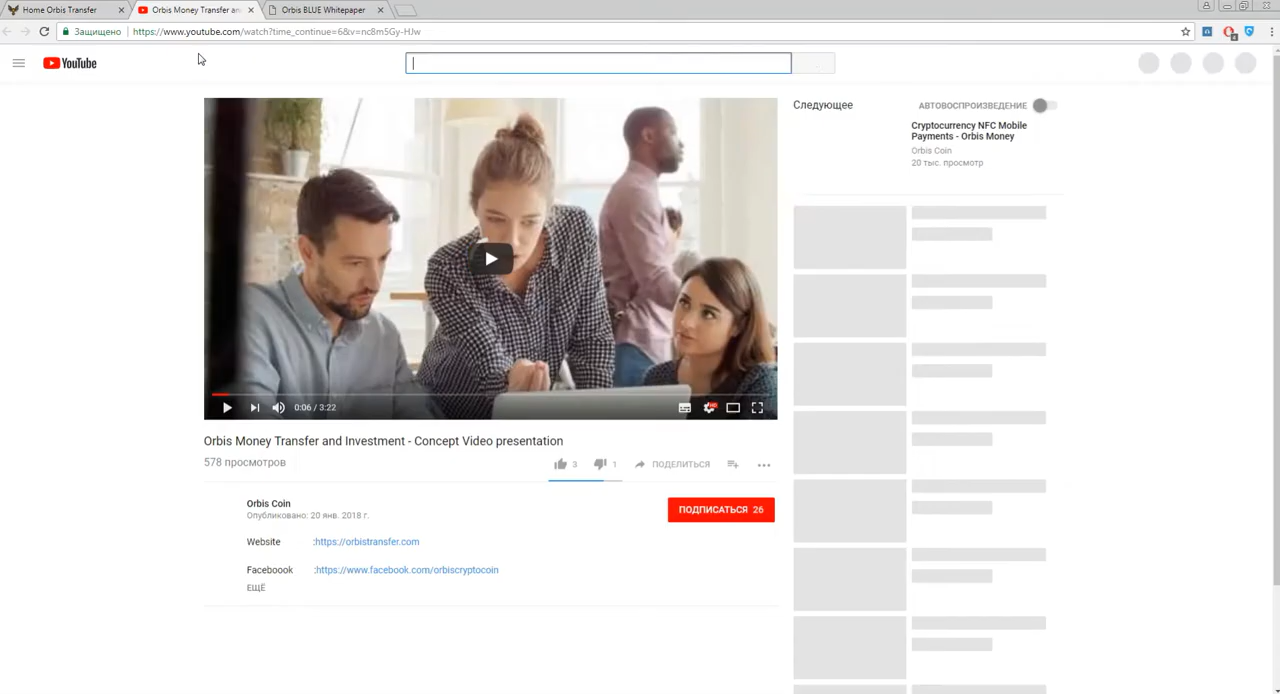 Home Orbis Transfer
Orbis Money Transfer an
Orbis BLUE Whitepaper
Защищено
https://www.youtube.com/watch?time_continue=6&v=nc8m5Gy-HJw
YouTube
Следующее
АВТОВОСПРОИЗВЕДЕНИЕ
Cryptocurrency NFC Mobile
Payments - Orbis Money
Orbis Coin
20 тыс. просмотр
0:06 / 3:22
Orbis Money Transfer and Investment - Concept Video presentation
578 просмотров
3
1
ПОДЕЛИТЬСЯ
Orbis Coin
Опубликовано: 20 янв. 2018 г.
ПОДПИСАТЬСЯ 26
Website :https://orbistransfer.com
Faceboook :https://www.facebook.com/orbiscryptocoin
ЕЩЁ